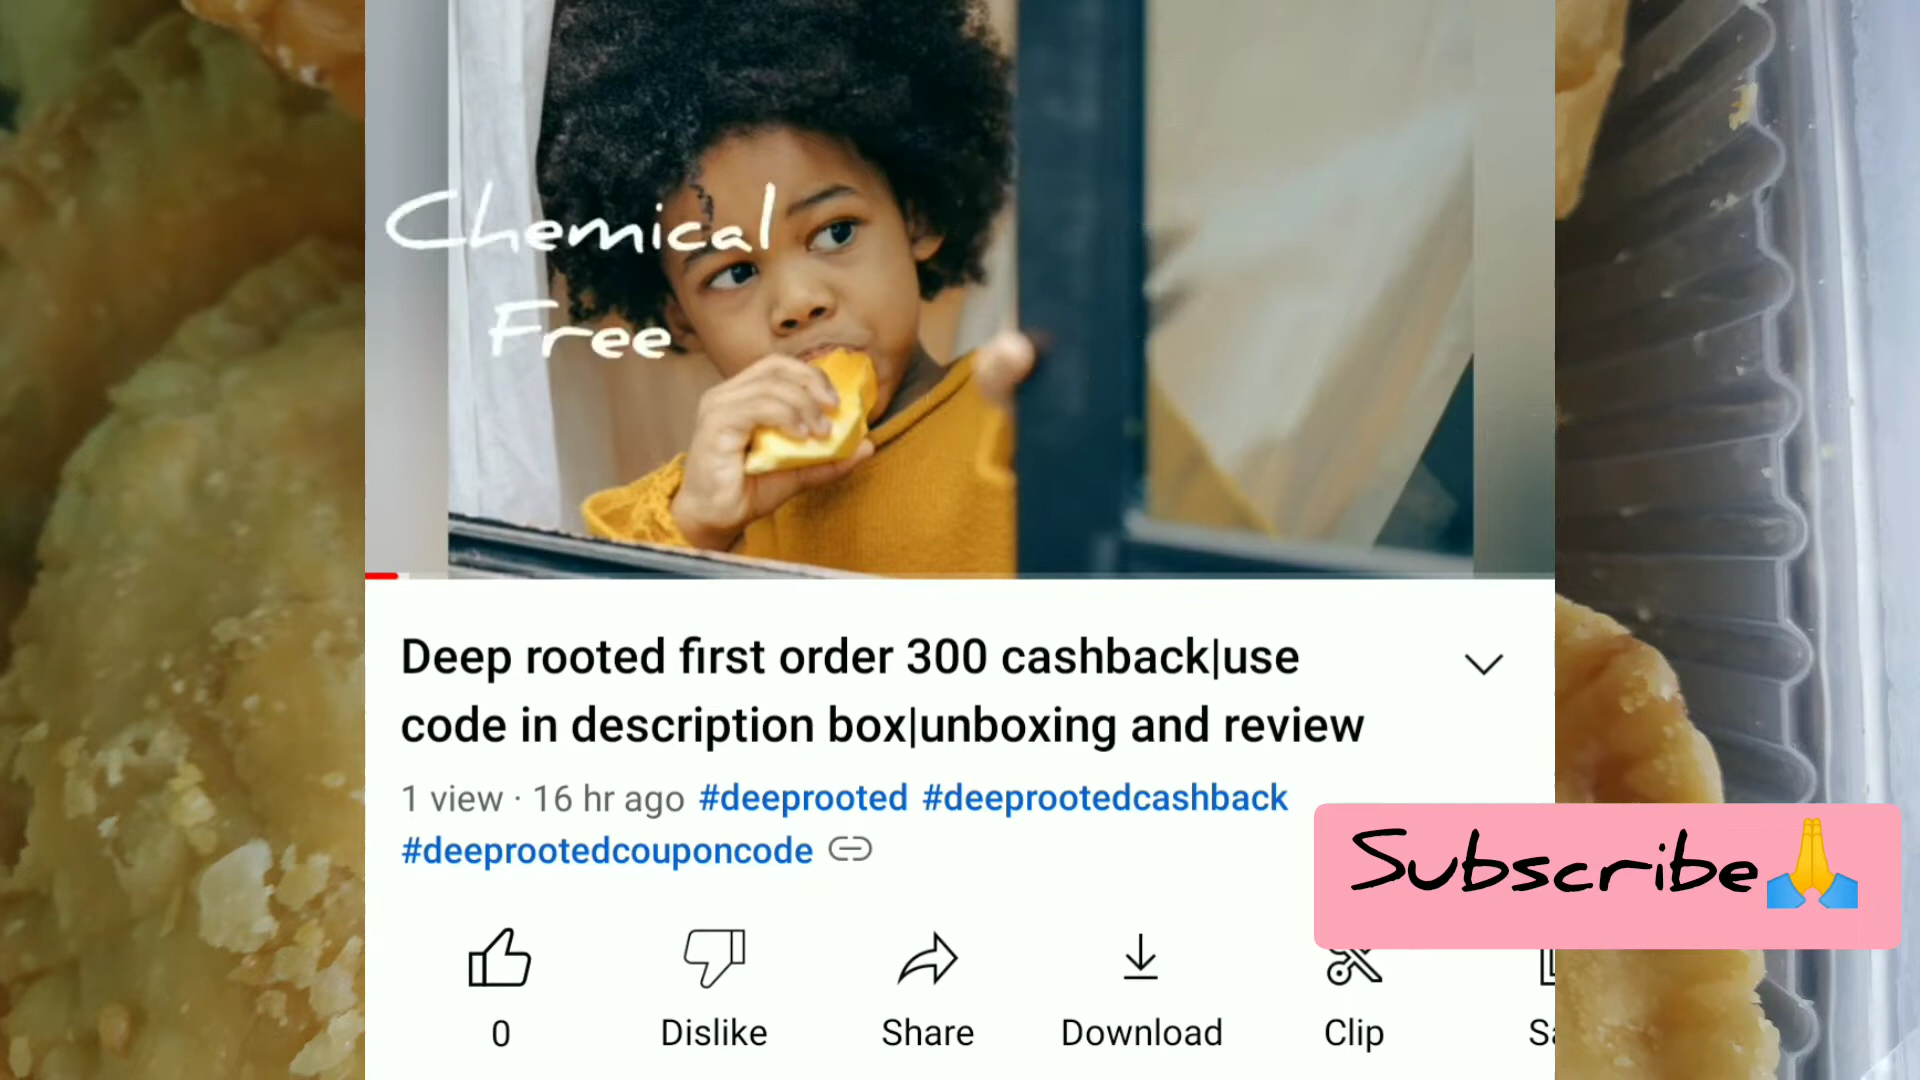 Chemical
Free
Deep rooted first order 300 cashback|use
code in description box|unboxing and review
1 view · 16 hr ago #deeprooted #deeprootedcashback
#deeprootedcouponcode
Subscribe🙏
0
Dislike
Share
Download
Clip